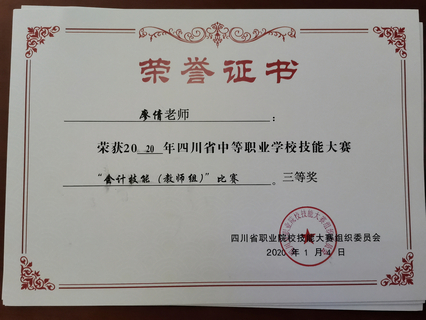 荣誉证书
廖倩老师:
荣获2020年四川省中等职业学校技能大赛
“会计技能(教师组)”比赛。三等奖
四川省职业院校技能大赛组织委员会
2020年1月4日